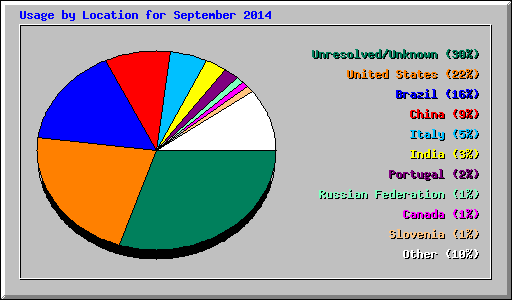 Usage by Location for September 2014
Unresolved/Unknown (30%)
United States (22%)
Brazil (16%)
China (9%)
Italy (5%)
India (3%)
Portugal (2%)
Russian Federation (1%)
Canada (1%)
Slovenia (1%)
Other (10%)